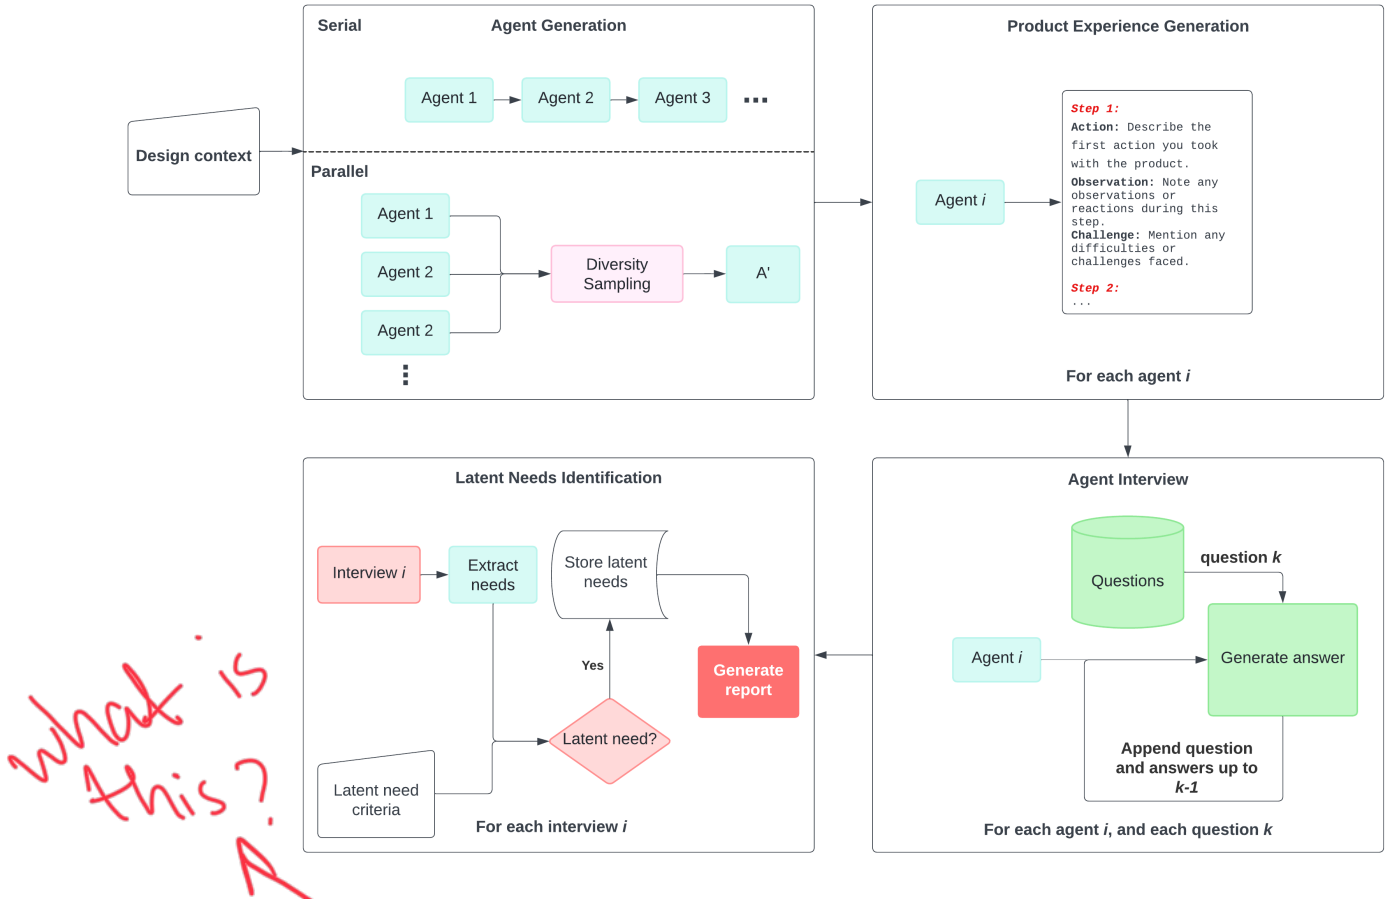 Serial
Agent Generation
Agent 1
Agent 2
Agent 3
...
Design context
Parallel
Agent 1
Agent 2
Agent 2
Diversity
Sampling
A'
Product Experience Generation
Agent i
Step 1:
Action: Describe the
first action you took
with the product.
Observation: Note any
observations or
reactions during this
step.
Challenge: Mention any
difficulties or
challenges faced.
Step 2:
...
For each agent i
Latent Needs Identification
Interview i
Extract
needs
Store latent
needs
Yes
Generate
report
Latent need?
Latent need
criteria
For each interview i
Agent Interview
Questions
question k
Agent i
Generate answer
Append question
and answers up to
k-1
For each agent i, and each question k
what is
this?